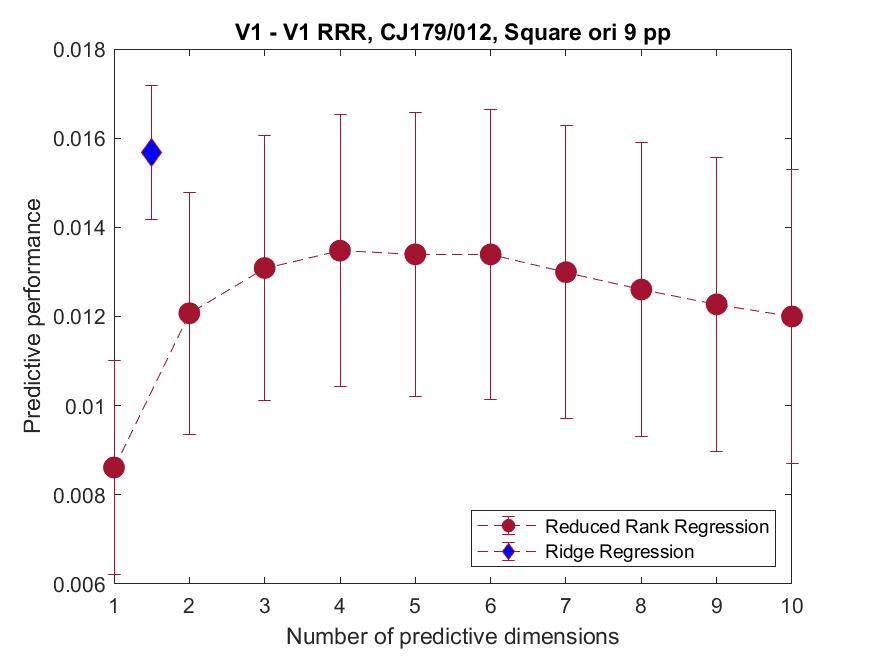 V1 - V1 RRR, CJ179/012, Square ori 9 pp
0.018
0.016
0.014
0.012
0.01
0.008
0.006
Predictive performance
1 2 3 4 5 6 7 8 9 10
Number of predictive dimensions
Reduced Rank Regression
Ridge Regression